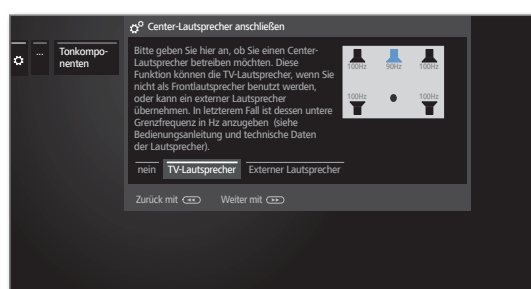 Center-Lautsprecher anschließen
...
Tonkompo-
nenten
Bitte geben Sie hier an, ob Sie einen Center-
Lautsprecher betreiben möchten. Diese
Funktion können die TV-Lautsprecher, wenn Sie
nicht als Frontlautsprecher benutzt werden,
oder kann ein externer Lautsprecher
übernehmen. In letzterem Fall ist dessen untere
Grenzfrequenz in Hz anzugeben (siehe
Bedienungsanleitung und technische Daten
der Lautsprecher).
100Hz 90Hz 100Hz
100Hz 100Hz
nein TV-Lautsprecher Externer Lautsprecher
Zurück mit Weiter mit